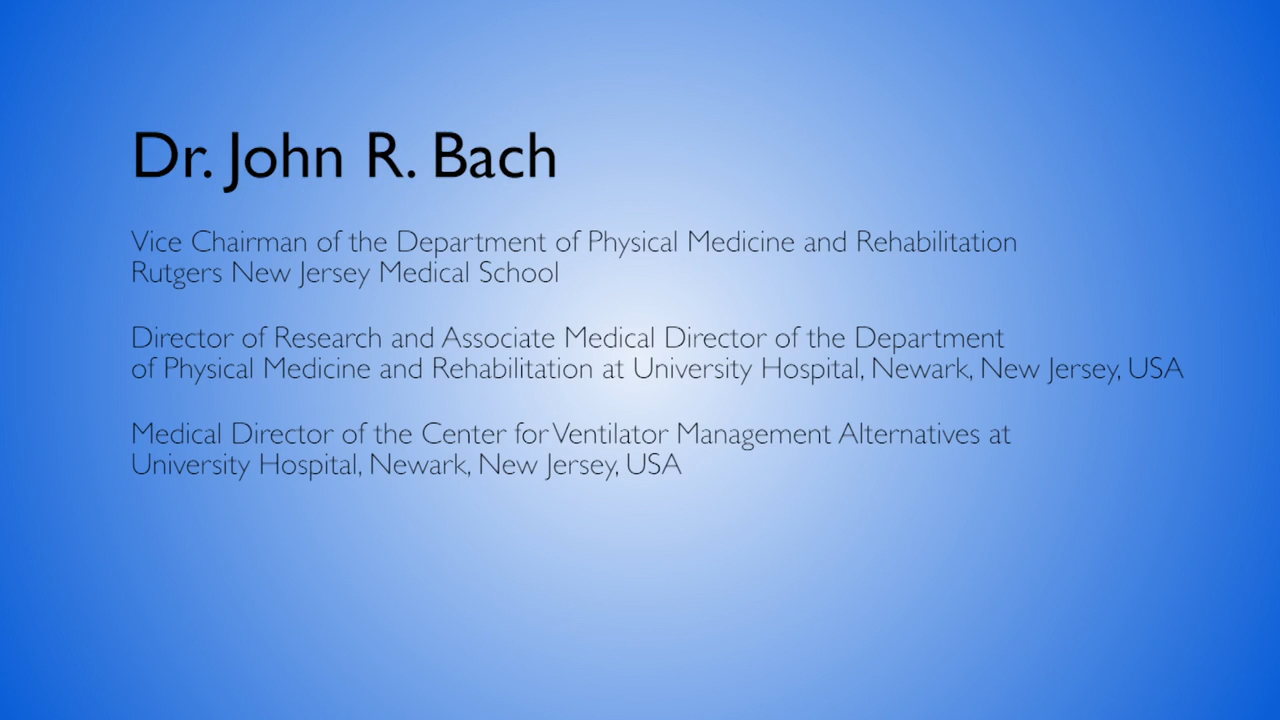 Dr. John R. Bach
Vice Chairman of the Department of Physical Medicine and Rehabilitation
Rutgers New Jersey Medical School
Director of Research and Associate Medical Director of the Department
of Physical Medicine and Rehabilitation at University Hospital, Newark, New Jersey, USA
Medical Director of the Center for Ventilator Management Alternatives at
University Hospital, Newark, New Jersey, USA